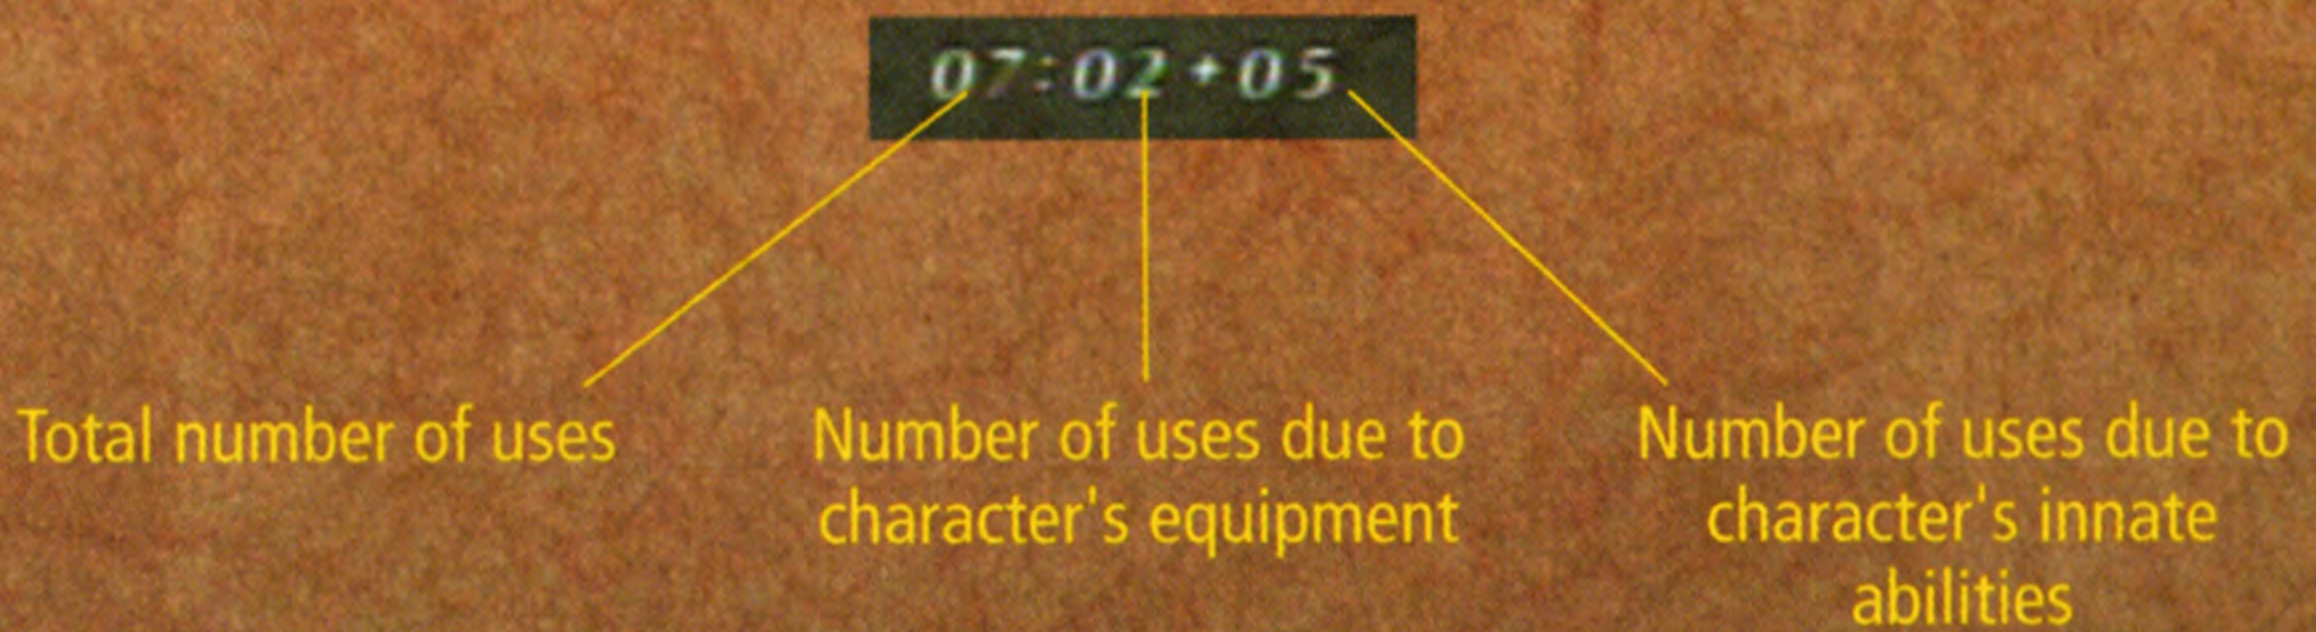 07:02+05
Total number of uses
Number of uses due to
character's equipment
Number of uses due to
character's innate
abilities